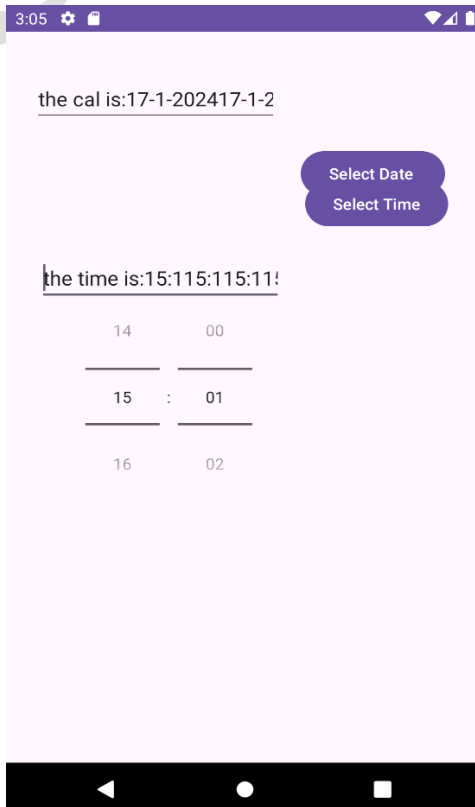 3:05
the cal is:17-1-202417-1-2
Select Date
Select Time
the time is:15:115:115:115
14 00
15 : 01
16 02